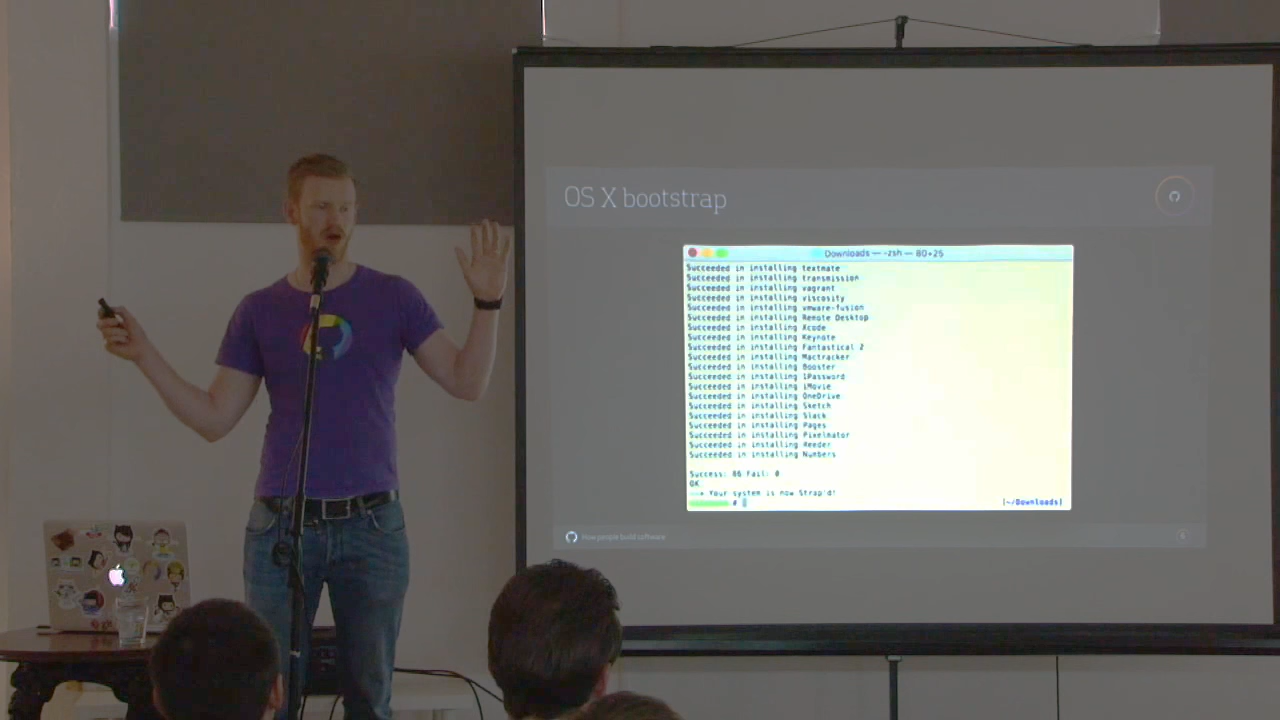 OS X bootstrap
Downloads — -zsh — 80×25
Succeeded in installing textmate
Succeeded in installing transmission
Succeeded in installing vagrant
Succeeded in installing viscosity
Succeeded in installing vmware-fusion
Succeeded in installing Remote Desktop
Succeeded in installing Xcode
Succeeded in installing Keynote
Succeeded in installing Fantastical 2
Succeeded in installing Mactracker
Succeeded in installing Booster
Succeeded in installing 1Password
Succeeded in installing iMovie
Succeeded in installing OneDrive
Succeeded in installing Sketch
Succeeded in installing Slack
Succeeded in installing Pages
Succeeded in installing Pixelmator
Succeeded in installing Reeder
Succeeded in installing Numbers
Success: 86 Fail: 0
OK
--> Your system is now Strap'd!
# [~/Downloads]
How people build software